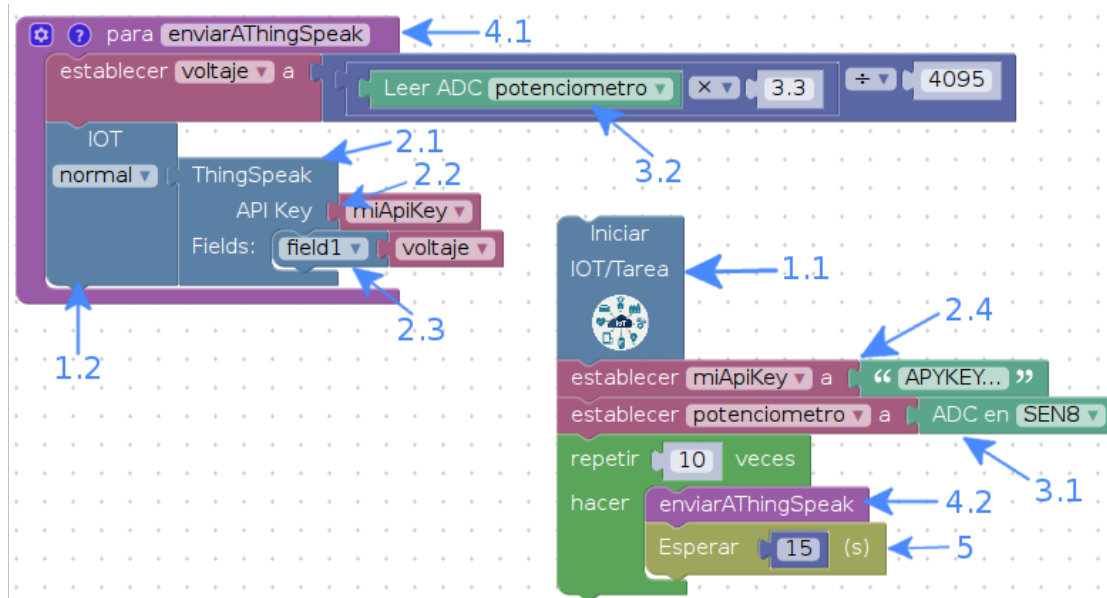 ? para enviarAThingSpeak 4.1
establecer voltaje a Leer ADC potenciometro × 3.3 ÷ 4095
3.2
IOT
normal
2.1
ThingSpeak
2.2
API Key miApiKey
Fields: field1 voltaje
2.3
1.2
Iniciar
IOT/Tarea 1.1
IOT
2.4
establecer miApiKey a “ APYKEY... ”
establecer potenciometro a ADC en SEN8
3.1
repetir 10 veces
hacer enviarAThingSpeak 4.2
Esperar 15 (s) 5